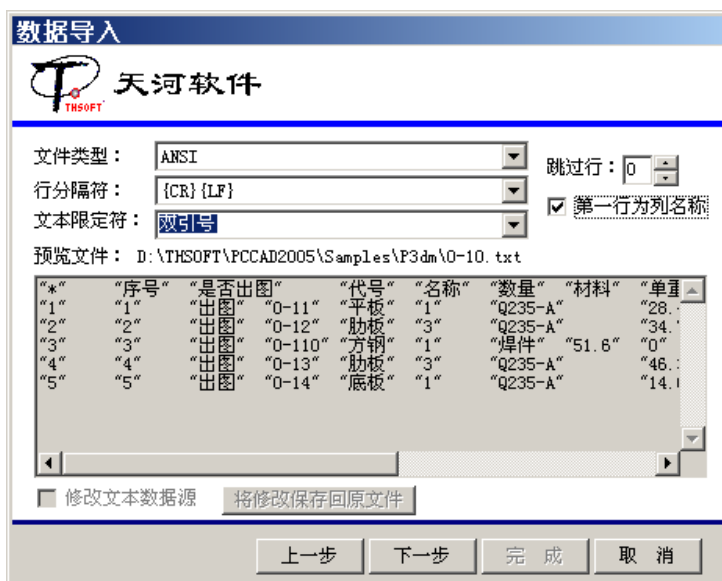 数据导入
THSOFT
天河软件
文件类型： ANSI 跳过行：0
行分隔符： {CR}{LF} 第一行为列名称
文本限定符： 双引号
预览文件： D:\THSOFT\PCCAD2005\Samples\P3dm\0-10.txt
"*" "序号" "是否出图" "代号" "名称" "数量" "材料" "单重
"1" "1" "出图" "0-11" "平板" "1" "Q235-A" "28.
"2" "2" "出图" "0-12" "肋板" "3" "Q235-A" "34.
"3" "3" "出图" "0-110" "方钢" "1" "焊件" "51.6" "0"
"4" "4" "出图" "0-13" "肋板" "3" "Q235-A" "46.
"5" "5" "出图" "0-14" "底板" "1" "Q235-A" "14.
修改文本数据源 将修改保存回原文件
上一步 下一步 完 成 取 消